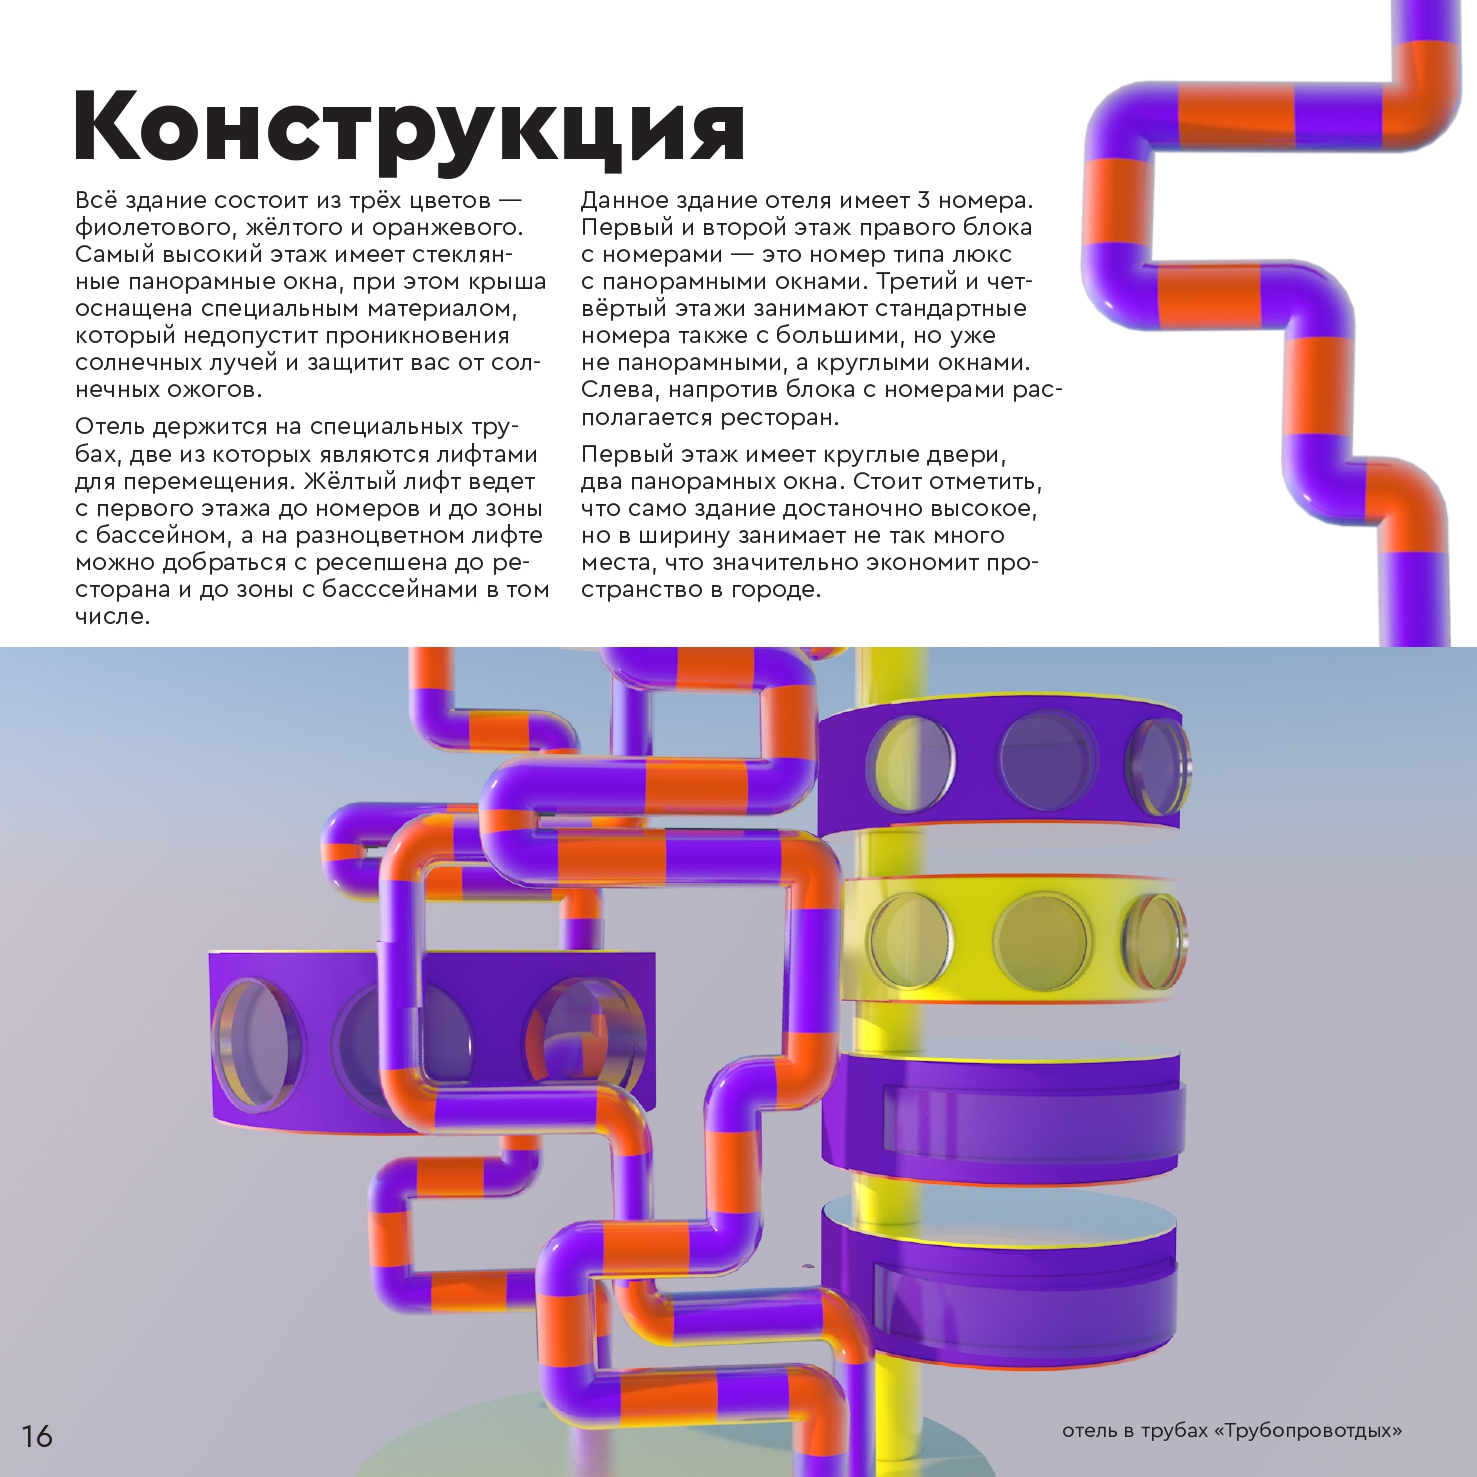 Конструкция
Всё здание состоит из трёх цветов —
фиолетового, жёлтого и оранжевого.
Самый высокий этаж имеет стеклян-
ные панорамные окна, при этом крыша
оснащена специальным материалом,
который недопустит проникновения
солнечных лучей и защитит вас от сол-
нечных ожогов.
Отель держится на специальных тру-
бах, две из которых являются лифтами
для перемещения. Жёлтый лифт ведет
с первого этажа до номеров и до зоны
с бассейном, а на разноцветном лифте
можно добраться с ресепшена до ре-
сторана и до зоны с басссейнами в том
числе.
Данное здание отеля имеет 3 номера.
Первый и второй этаж правого блока
с номерами — это номер типа люкс
с панорамными окнами. Третий и чет-
вёртый этажи занимают стандартные
номера также с большими, но уже
не панорамными, а круглыми окнами.
Слева, напротив блока с номерами рас-
полагается ресторан.
Первый этаж имеет круглые двери,
два панорамных окна. Стоит отметить,
что само здание достаночно высокое,
но в ширину занимает не так много
места, что значительно экономит про-
странство в городе.
16
отель в трубах «Трубопровотдых»